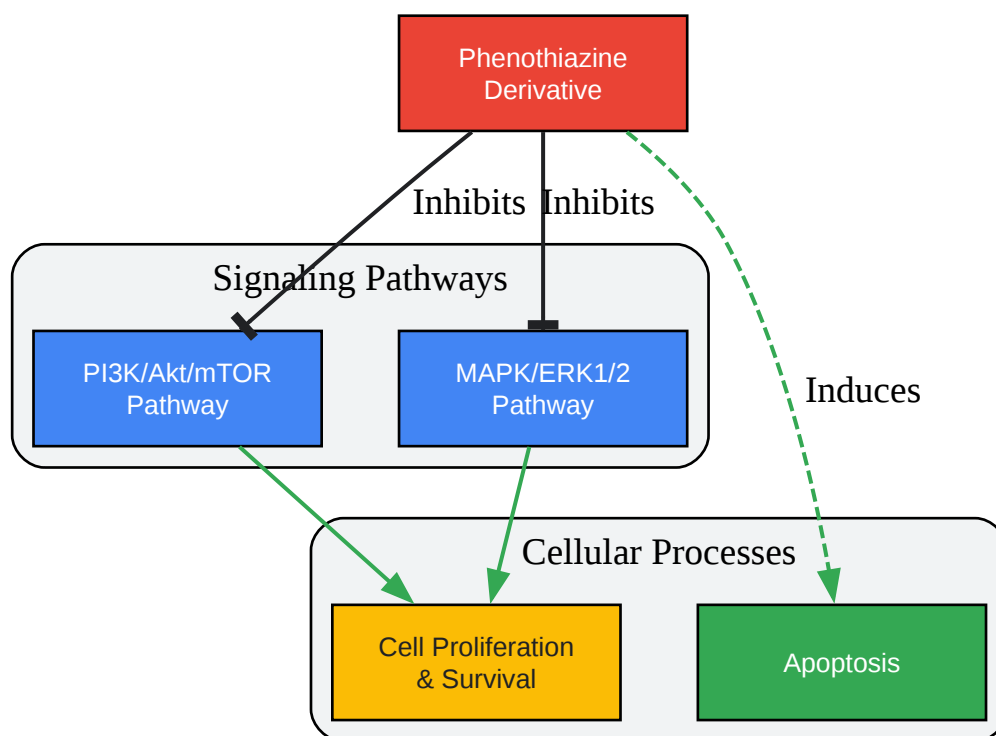 Phenothiazine
Derivative
Inhibits
Inhibits
Signaling Pathways
PI3K/Akt/mTOR
Pathway
MAPK/ERK1/2
Pathway
Induces
Cellular Processes
Cell Proliferation
& Survival
Apoptosis